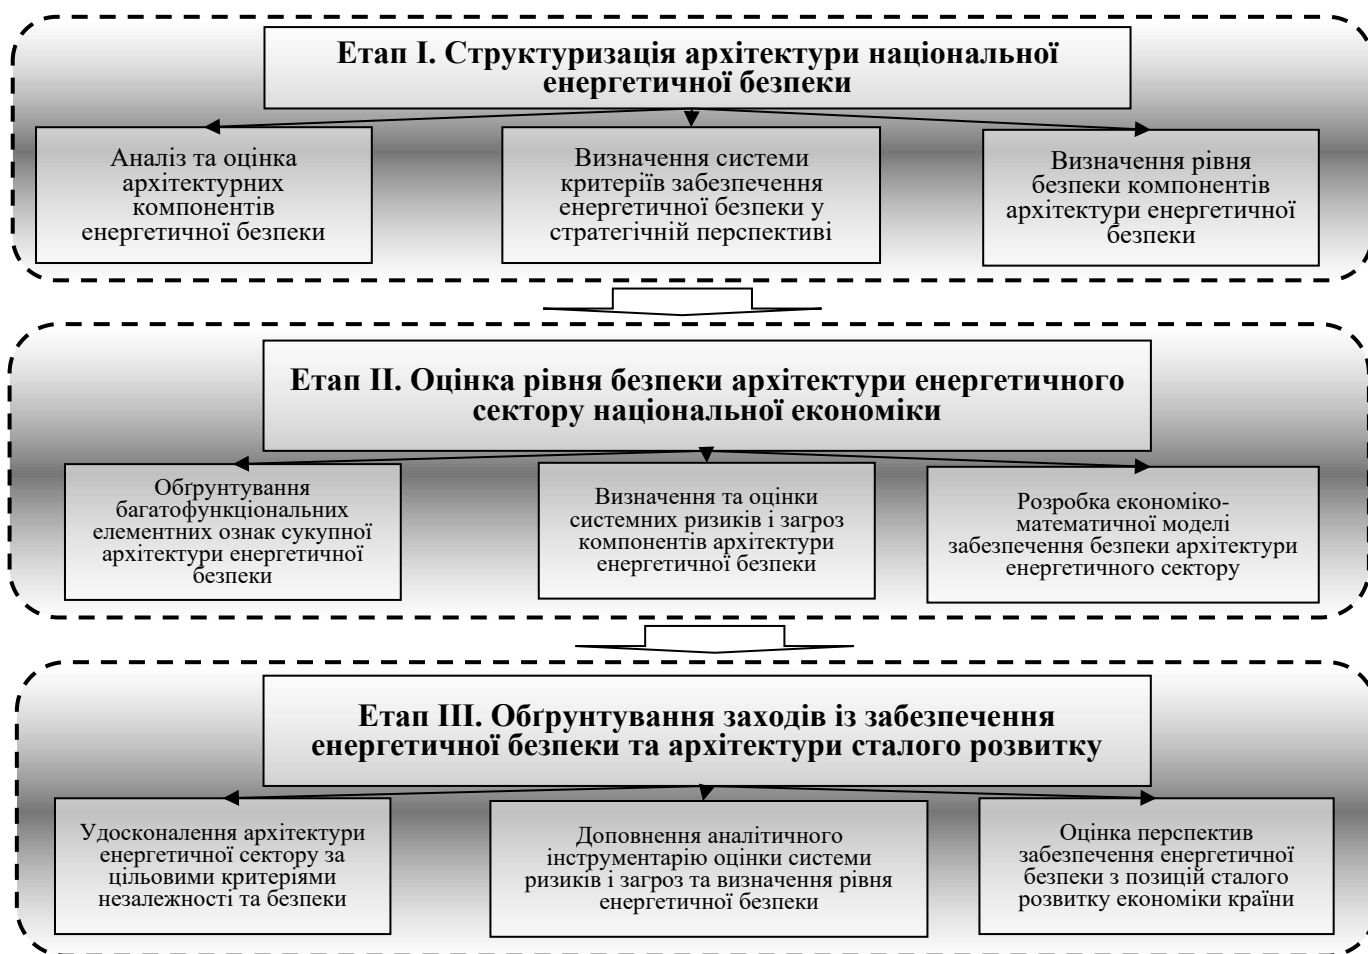 Етап І. Структуризація архітектури національної
енергетичної безпеки
Аналіз та оцінка
архітектурних
компонентів
енергетичної безпеки
Визначення системи
критеріїв забезпечення
енергетичної безпеки у
стратегічній перспективі
Визначення рівня
безпеки компонентів
архітектури енергетичної
безпеки
Етап ІІ. Оцінка рівня безпеки архітектури енергетичного
сектору національної економіки
Обґрунтування
багатофункціональних
елементних ознак сукупної
архітектури енергетичної
безпеки
Визначення та оцінки
системних ризиків і загроз
компонентів архітектури
енергетичної безпеки
Розробка економіко-
математичної моделі
забезпечення безпеки архітектури
енергетичного сектору
Етап ІІІ. Обґрунтування заходів із забезпечення
енергетичної безпеки та архітектури сталого розвитку
Удосконалення архітектури
енергетичної сектору за
цільовими критеріями
незалежності та безпеки
Доповнення аналітичного
інструментарію оцінки системи
ризиків і загроз та визначення рівня
енергетичної безпеки
Оцінка перспектив
забезпечення енергетичної
безпеки з позицій сталого
розвитку економіки країни